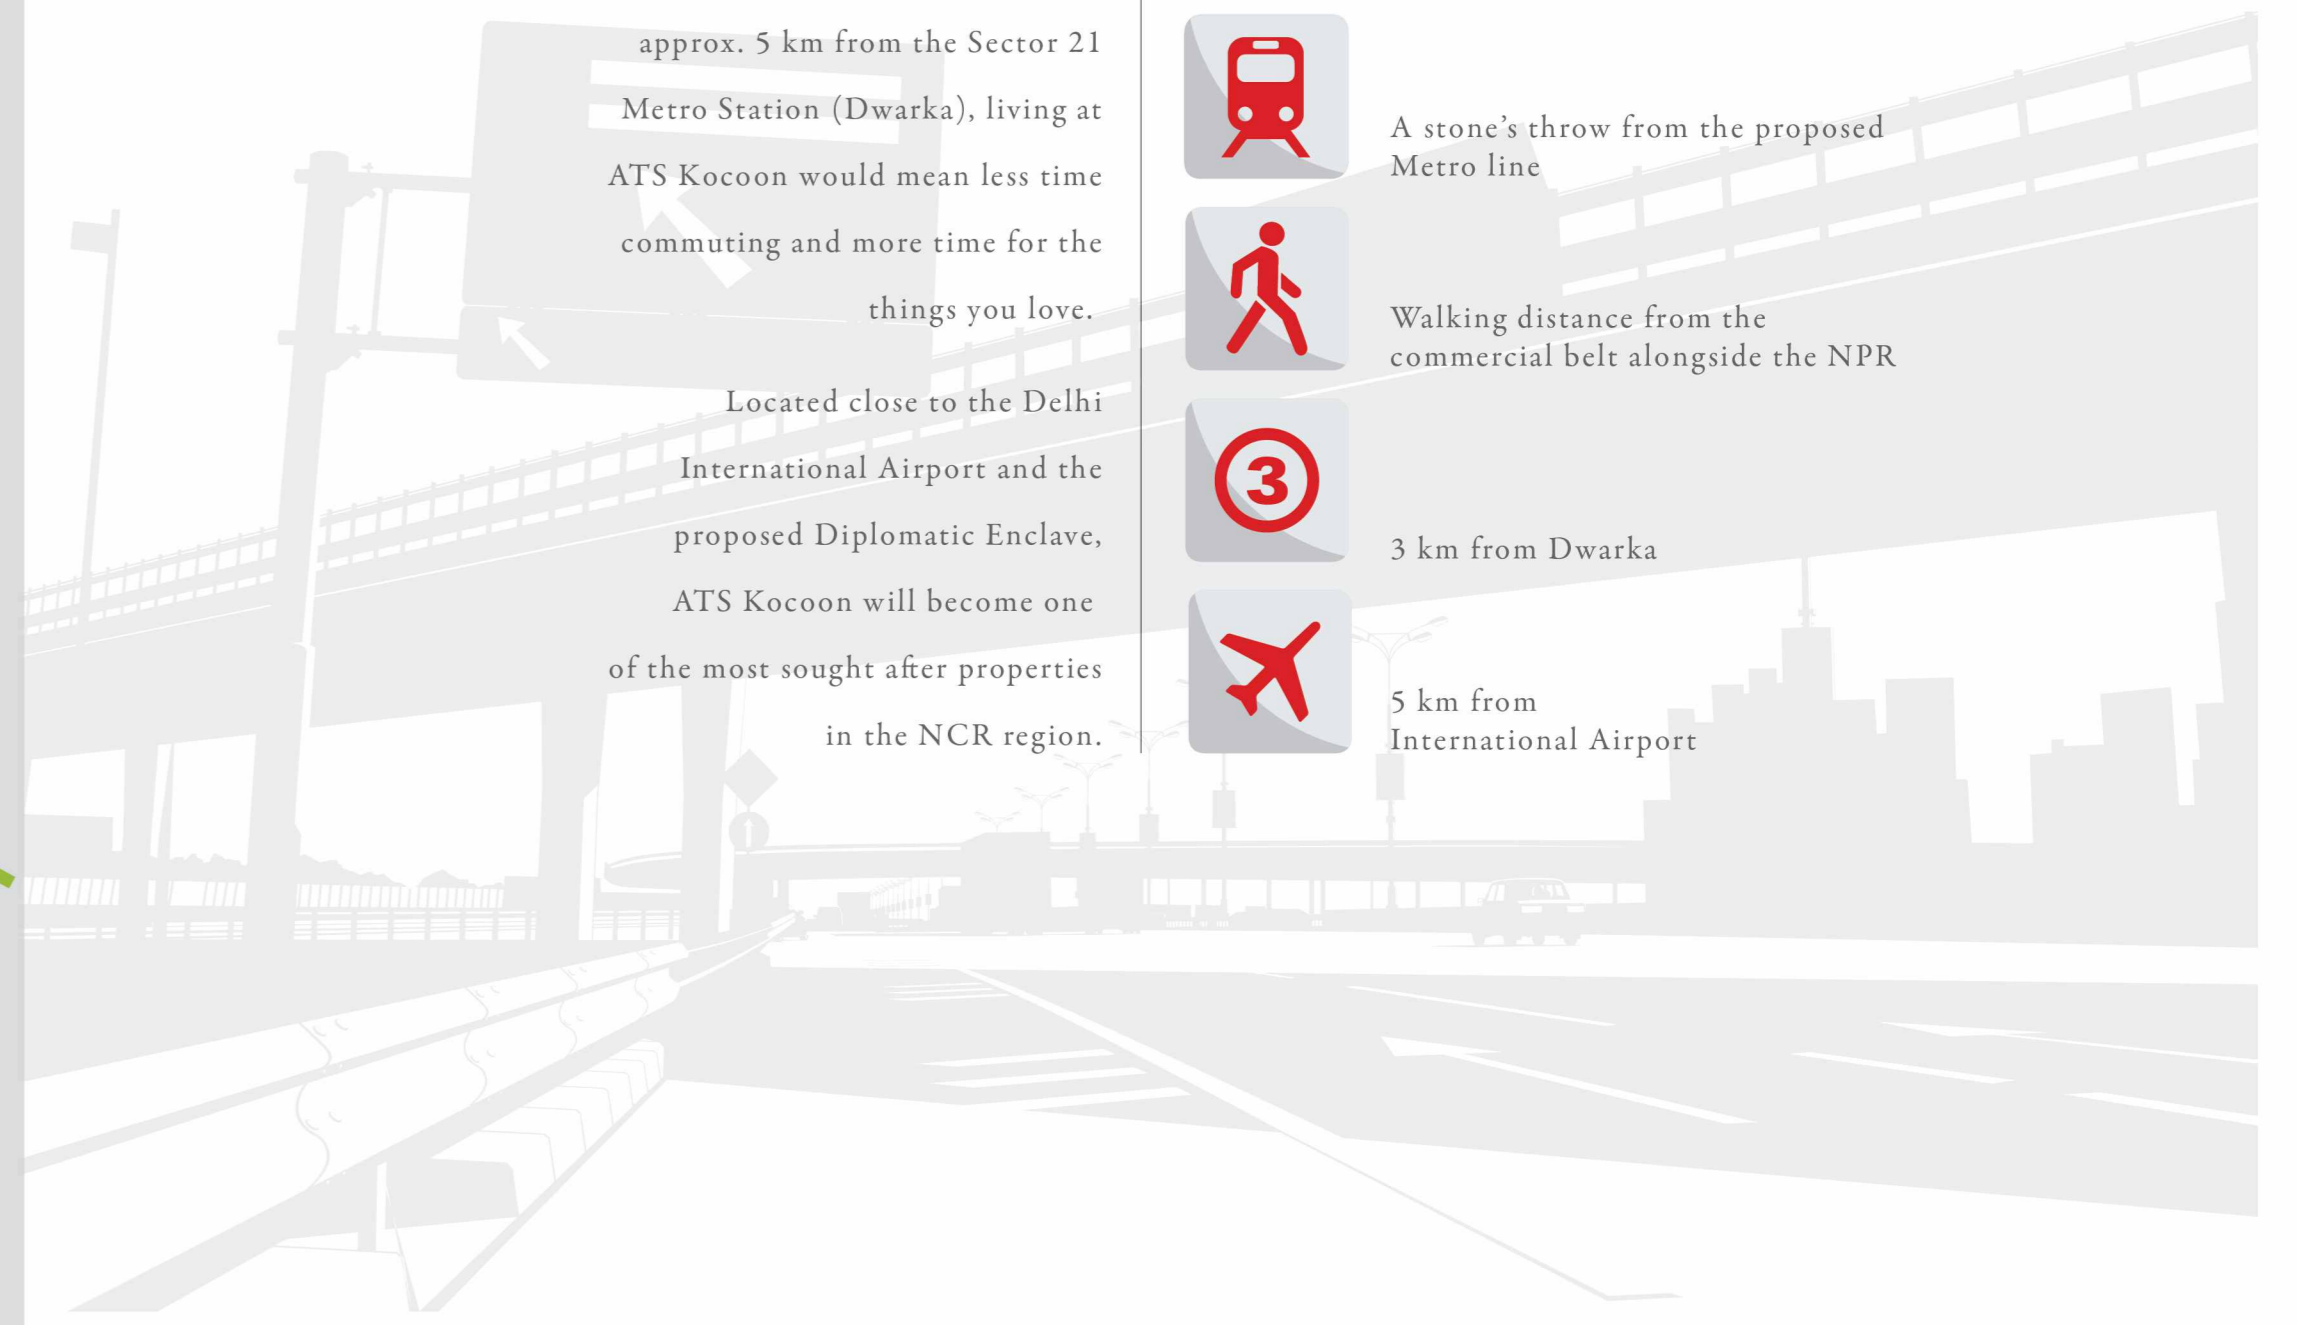 approx. 5 km from the Sector 21
Metro Station (Dwarka), living at
ATS Kocoon would mean less time
commuting and more time for the
things you love.
Located close to the Delhi
International Airport and the
proposed Diplomatic Enclave,
ATS Kocoon will become one
of the most sought after properties
in the NCR region.
A stone’s throw from the proposed
Metro line
Walking distance from the
commercial belt alongside the NPR
3
3 km from Dwarka
5 km from
International Airport